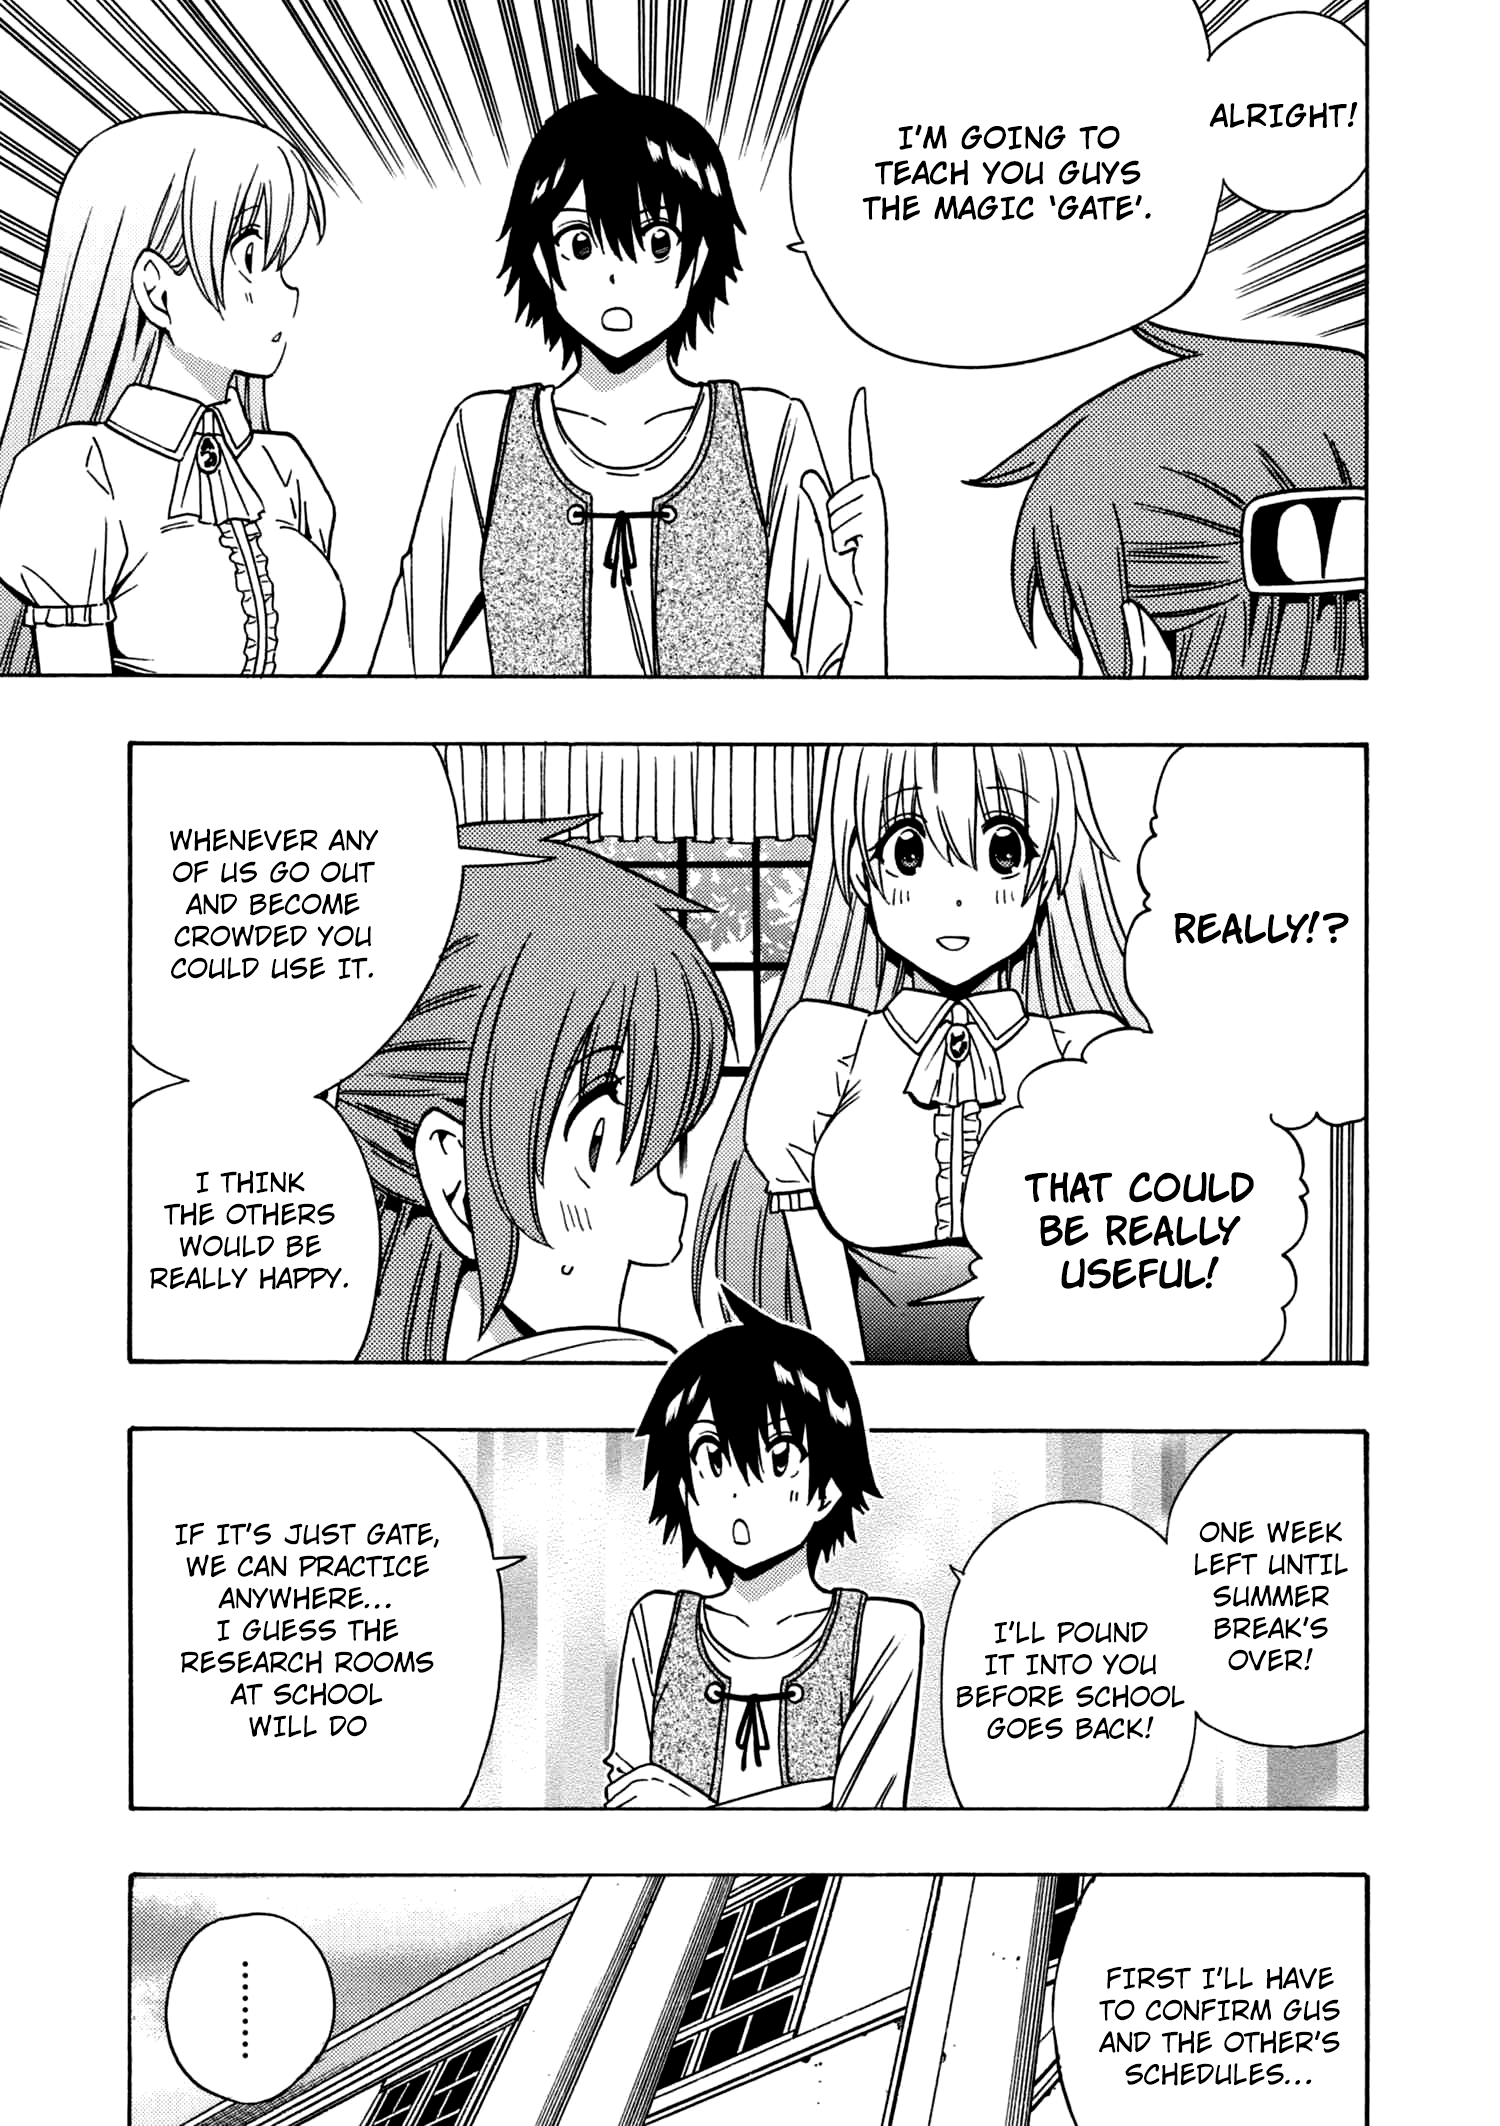 ALRIGHT!
I'M GOING TO
TEACH YOU GUYS
THE MAGIC 'GATE'.
REALLY!?
THAT COULD
BE REALLY
USEFUL!
WHENEVER ANY
OF US GO OUT
AND BECOME
CROWDED YOU
COULD USE IT.
I THINK
THE OTHERS
WOULD BE
REALLY HAPPY.
ONE WEEK
LEFT UNTIL
SUMMER
BREAK'S
OVER!
I'LL POUND
IT INTO YOU
BEFORE SCHOOL
GOES BACK!
IF IT'S JUST GATE,
WE CAN PRACTICE
ANYWHERE...
I GUESS THE
RESEARCH ROOMS
AT SCHOOL
WILL DO
FIRST I'LL HAVE
TO CONFIRM GUS
AND THE OTHER'S
SCHEDULES...
.........